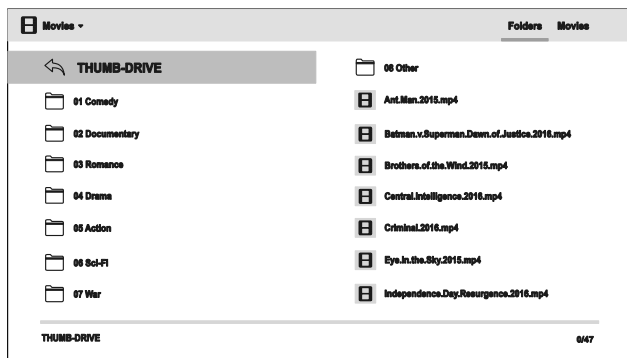 Movies
Folders Movies
THUMB-DRIVE
01 Comedy
02 Documentary
03 Romance
04 Drama
05 Action
06 Sci-Fi
07 War
08 Other
Ant.Man.2015.mp4
Batman.v.Superman.Dawn.of.Justice.2016.mp4
Brothers.of.the.Wind.2015.mp4
Central.Intelligence.2016.mp4
Criminal.2016.mp4
Eye.in.the.Sky.2015.mp4
Independence.Day.Resurgence.2016.mp4
THUMB-DRIVE
0/47